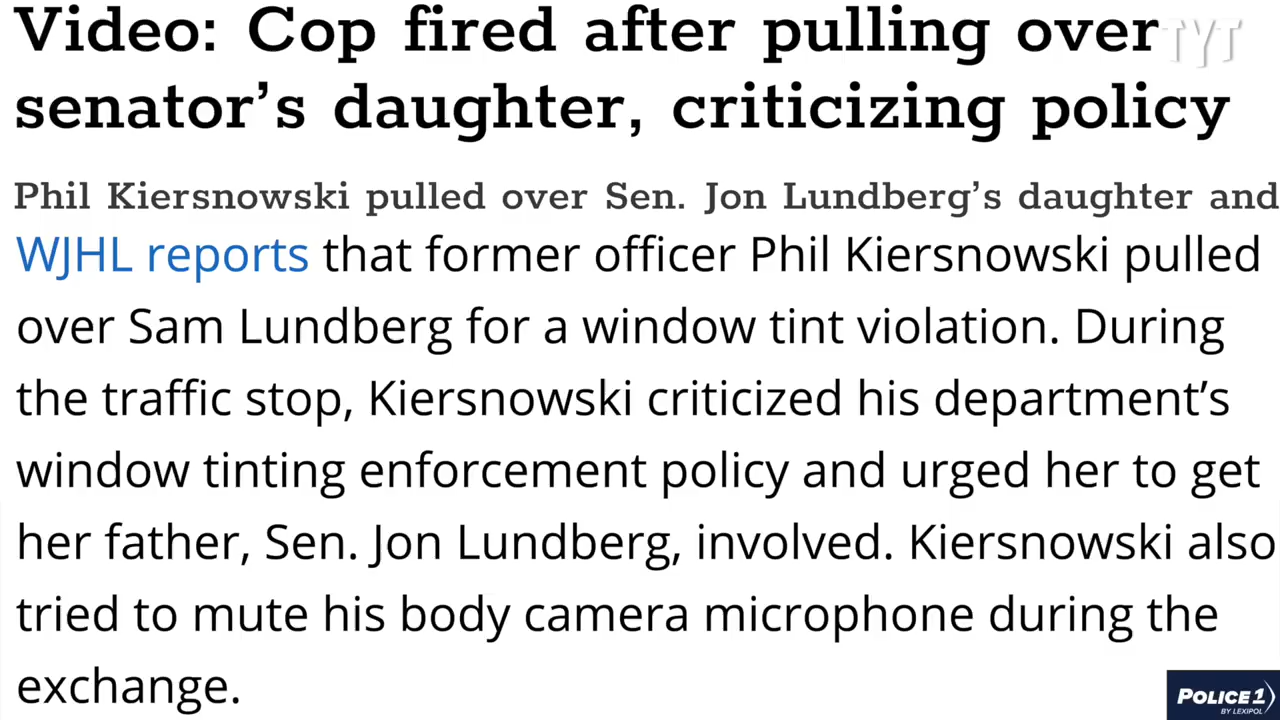 Video: Cop fired after pulling over
TYT
senator's daughter, criticizing policy
Phil Kiersnowski pulled over Sen. Jon Lundberg's daughter and
WJHL reports that former officer Phil Kiersnowski pulled
over Sam Lundberg for a window tint violation. During
the traffic stop, Kiersnowski criticized his department's
window tinting enforcement policy and urged her to get
her father, Sen. Jon Lundberg, involved. Kiersnowski also
tried to mute his body camera microphone during the
exchange.
POLICE1
BY LEXIPOL